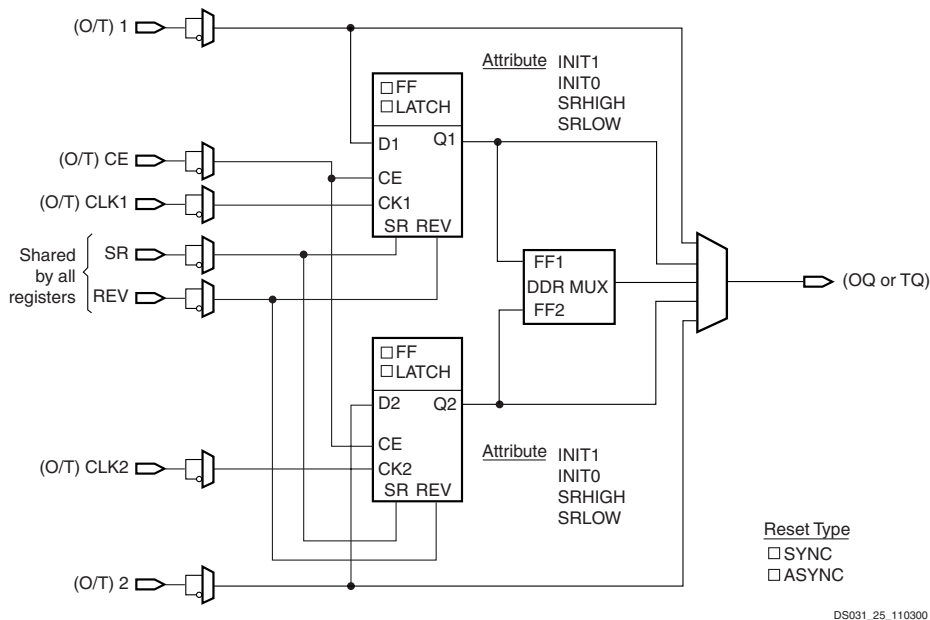 (O/T) 1
Attribute INIT1
INIT0
SRHIGH
SRLOW
FF
LATCH
D1 Q1
(O/T) CE
CE
(O/T) CLK1
CK1
SR REV
Shared
by all
registers
SR
REV
FF1
DDR MUX
FF2
(OQ or TQ)
FF
LATCH
D2 Q2
CE
(O/T) CLK2
CK2
SR REV
Attribute INIT1
INIT0
SRHIGH
SRLOW
Reset Type
SYNC
ASYNC
(O/T) 2
DS031_25_110300